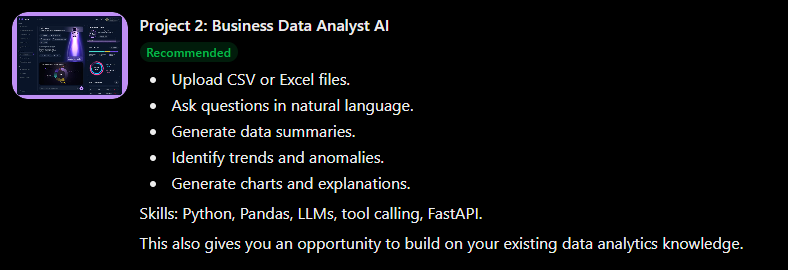 Project 2: Business Data Analyst AI
Recommended
• Upload CSV or Excel files.
• Ask questions in natural language.
• Generate data summaries.
• Identify trends and anomalies.
• Generate charts and explanations.
Skills: Python, Pandas, LLMs, tool calling, FastAPI.
This also gives you an opportunity to build on your existing data analytics knowledge.